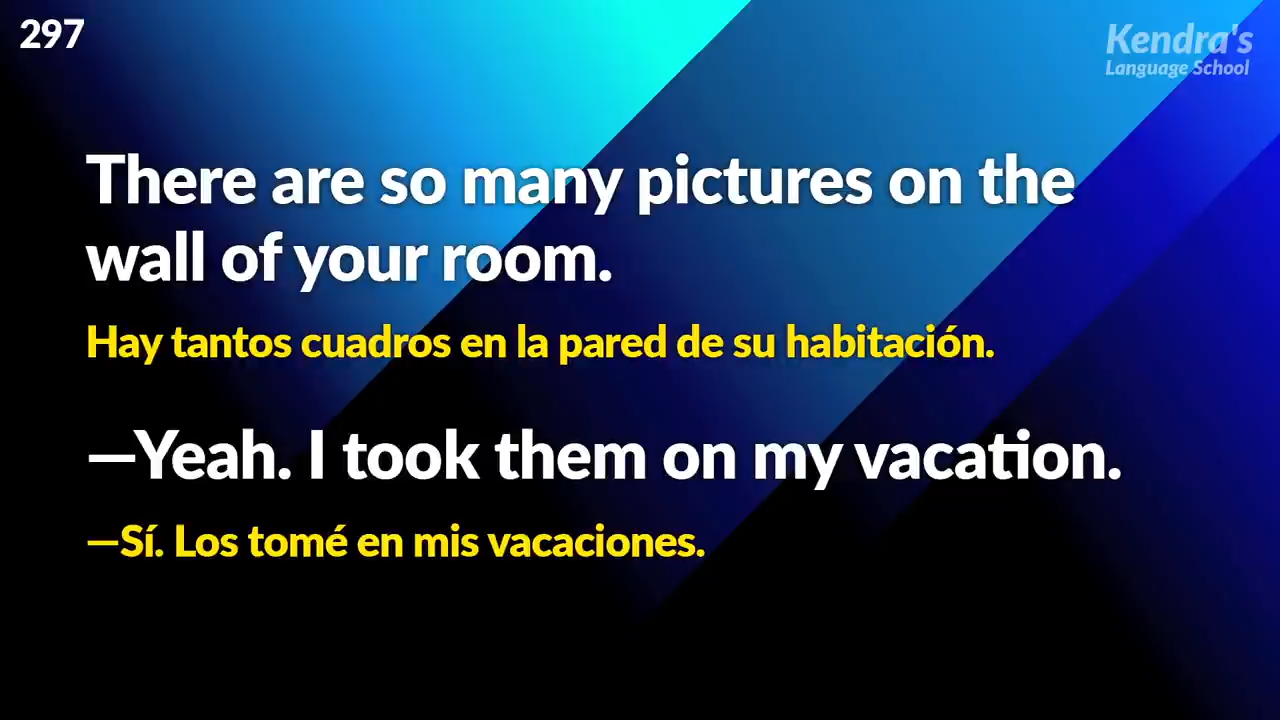 297
Kendra's
Language School
There are so many pictures on the
wall of your room.
Hay tantos cuadros en la pared de su habitación.
—Yeah. I took them on my vacation.
—Sí. Los tomé en mis vacaciones.